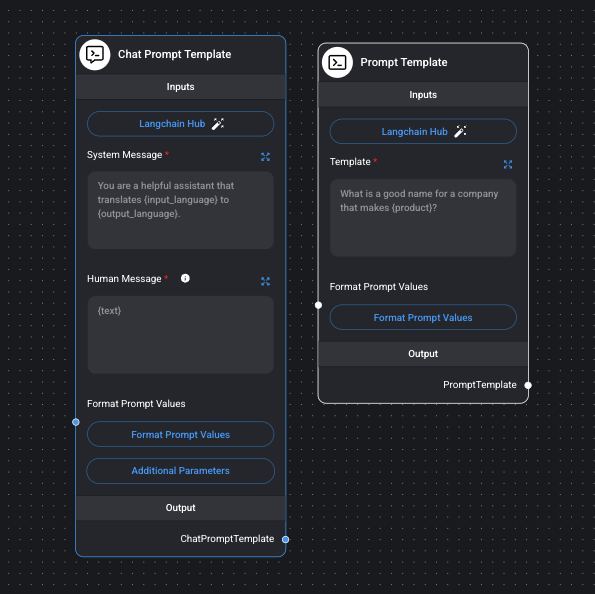 Chat Prompt Template
Inputs
Langchain Hub
System Message *
You are a helpful assistant that
translates {input_language} to
{output_language}.
Human Message *
{text}
Format Prompt Values
Format Prompt Values
Additional Parameters
Output
ChatPromptTemplate
Prompt Template
Inputs
Langchain Hub
Template *
What is a good name for a company
that makes {product}?
Format Prompt Values
Format Prompt Values
Output
PromptTemplate